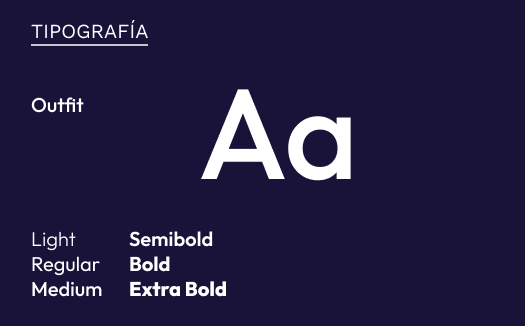 TIPOGRAFÍA
Outfit
Aa
Light Semibold
Regular Bold
Medium Extra Bold